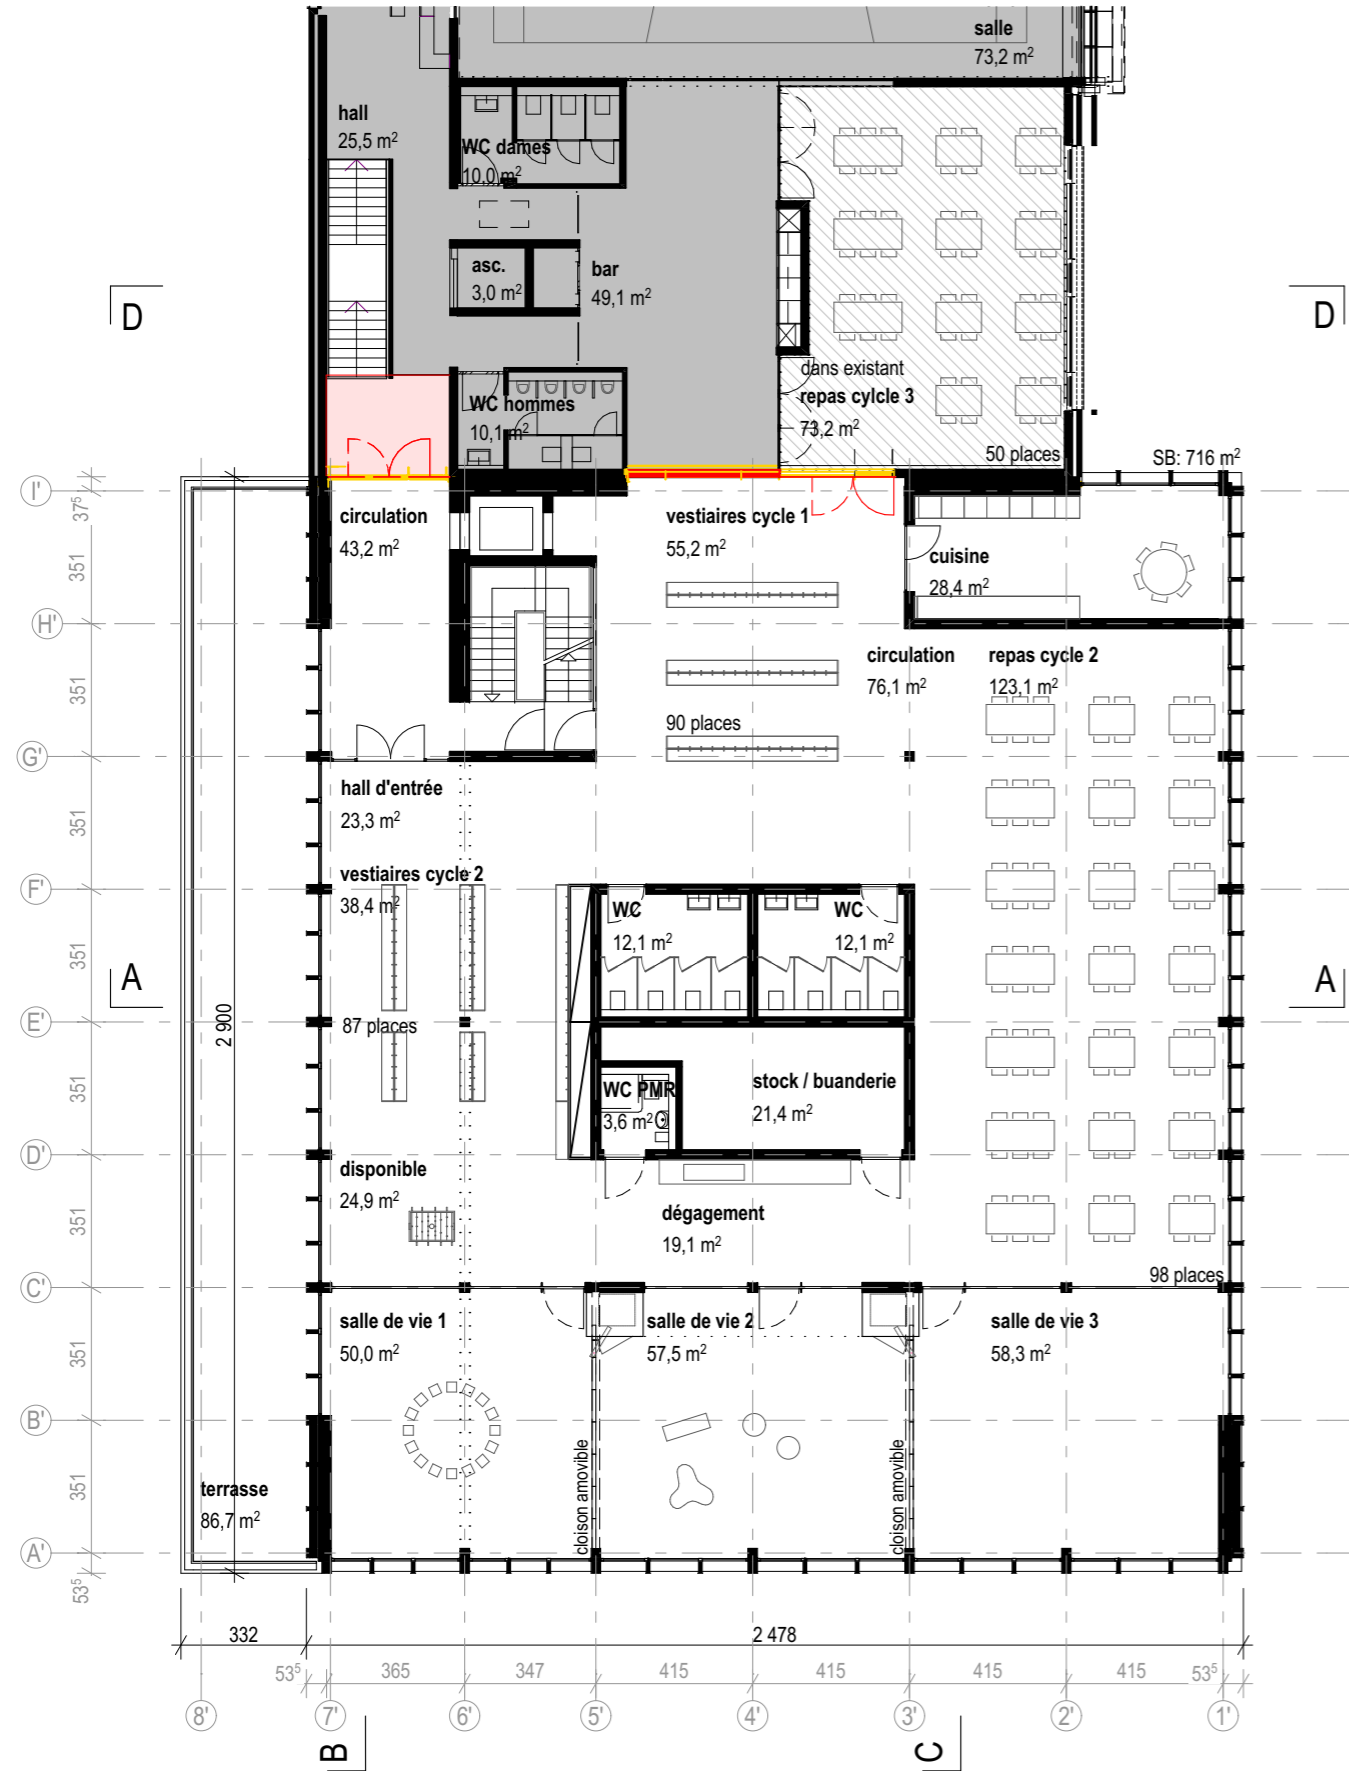 salle
73,2 m²
hall
25,5 m²
WC dames
10,0 m²
asc.
3,0 m²
bar
49,1 m²
D
D
dans existant
repas cylcle 3
73,2 m²
WC hommes
10,1 m²
50 places
SB: 716 m²
I'
37⁵
circulation
43,2 m²
vestiaires cycle 1
55,2 m²
cuisine
28,4 m²
351
H'
circulation
76,1 m²
repas cycle 2
123,1 m²
351
90 places
G'
hall d'entrée
23,3 m²
351
vestiaires cycle 2
38,4 m²
F'
WC
12,1 m²
WC
12,1 m²
351
A
A
E'
87 places
2 900
351
WC PMR
3,6 m²
stock / buanderie
21,4 m²
D'
disponible
24,9 m²
351
dégagement
19,1 m²
98 places
C'
salle de vie 1
50,0 m²
salle de vie 2
57,5 m²
salle de vie 3
58,3 m²
351
B'
cloison amovible
cloison amovible
351
terrasse
86,7 m²
A'
53⁵
332
2 478
53⁵
365
347
415
415
415
415
53⁵
8'
7'
6'
5'
4'
3'
2'
1'
B
C